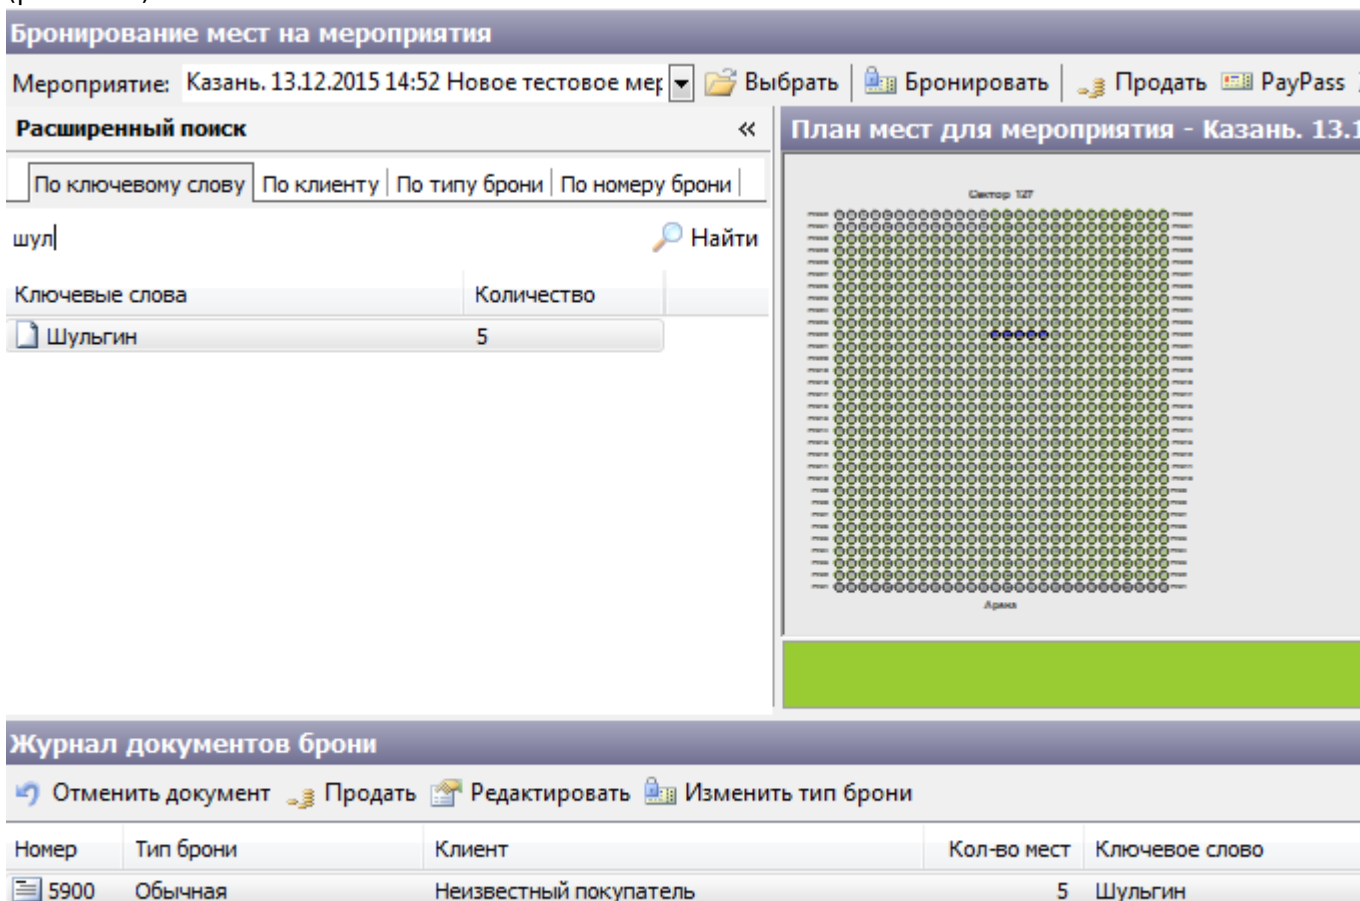 Бронирование мест на мероприятия
Мероприятие: Казань. 13.12.2015 14:52 Новое тестовое мер Выбрать Бронировать Продать PayPass
Расширенный поиск «
План мест для мероприятия - Казань. 13.1
По ключевому слову По клиенту По типу брони По номеру брони
шул Найти
Ключевые слова Количество
Шульгин 5
Сектор 127
Арена
Журнал документов брони
Отменить документ Продать Редактировать Изменить тип брони
Номер Тип брони Клиент Кол-во мест Ключевое слово
5900 Обычная Неизвестный покупатель 5 Шульгин